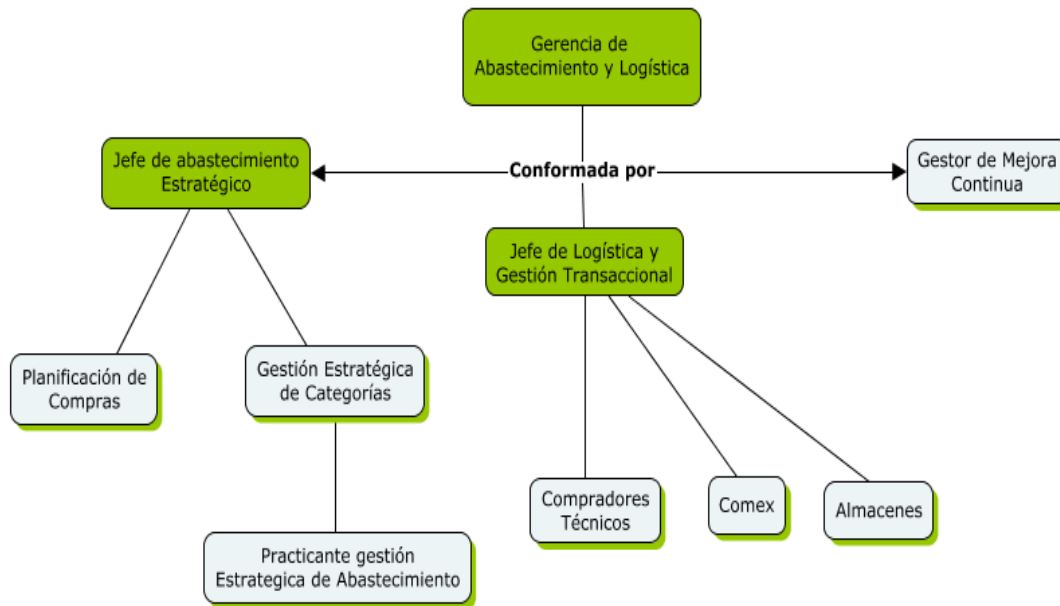 Gerencia de
Abastecimiento y Logística
Jefe de abastecimiento
Estratégico
Conformada por
Gestor de Mejora
Continua
Jefe de Logística y
Gestión Transaccional
Planificación de
Compras
Gestión Estratégica
de Categorías
Compradores
Técnicos
Comex
Almacenes
Practicante gestión
Estrategica de Abastecimiento